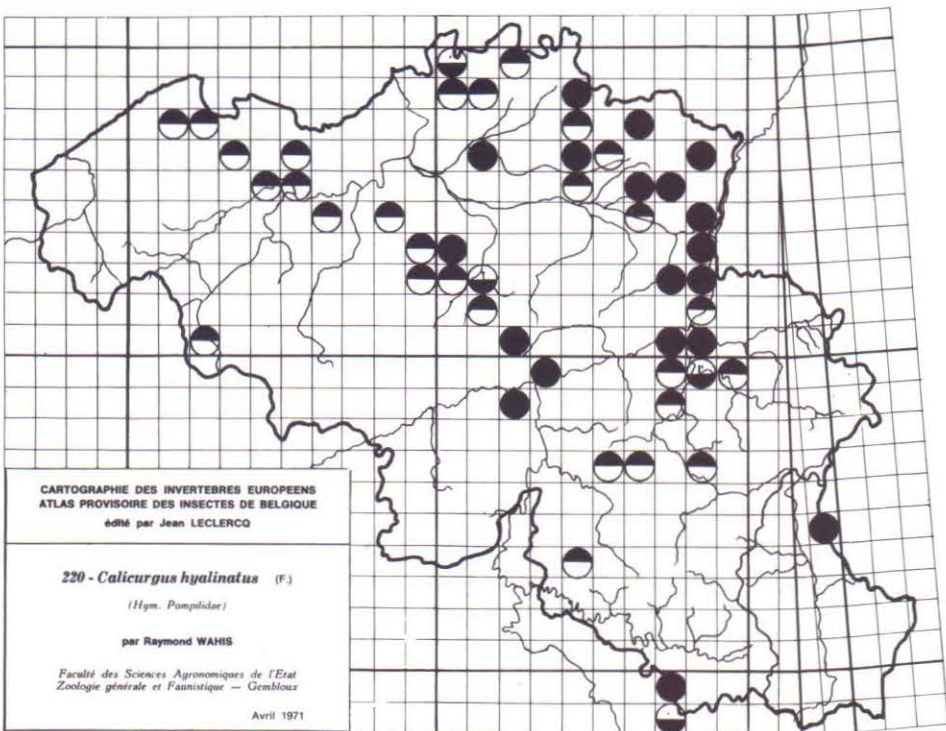 CARTOGRAPHIE DES INVERTEBRES EUROPEENS
ATLAS PROVISOIRE DES INSECTES DE BELGIQUE
édité par Jean LECLERCQ
220 - Calicurgus hyalinatus (F.)
(Hym. Pompilidae)
par Raymond WAHIS
Faculté des Sciences Agronomiques de l'Etat
Zoologie générale et Faunistique — Gembloux
Avril 1971